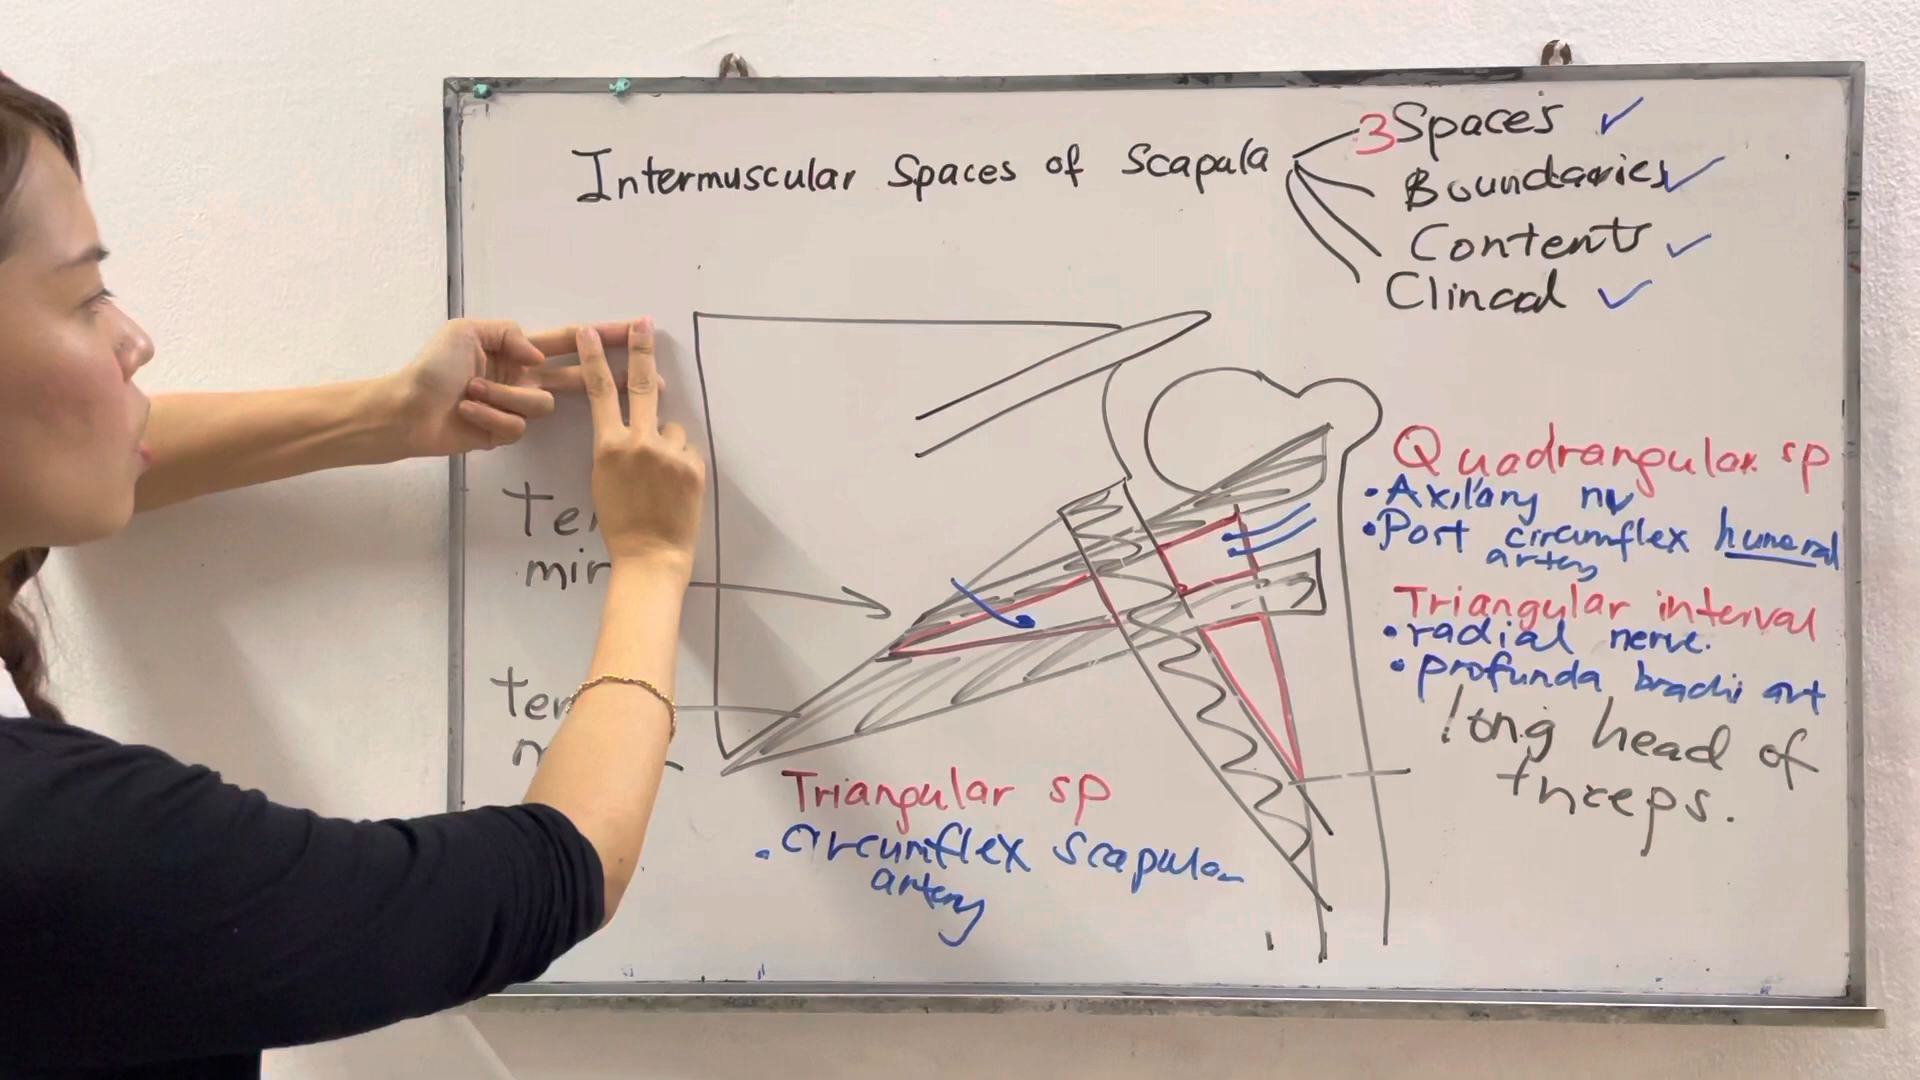 Intermuscular Spaces of Scapula
3 Spaces ✓
Boundaries ✓
Contents ✓
Clincal ✓
Quadrangular sp
• Axillary nv
• Post circumflex humeral
artery
Triangular interval
• radial nerve.
• profunda brachi art
long head of
triceps.
Triangular sp
• circumflex scapular
artery